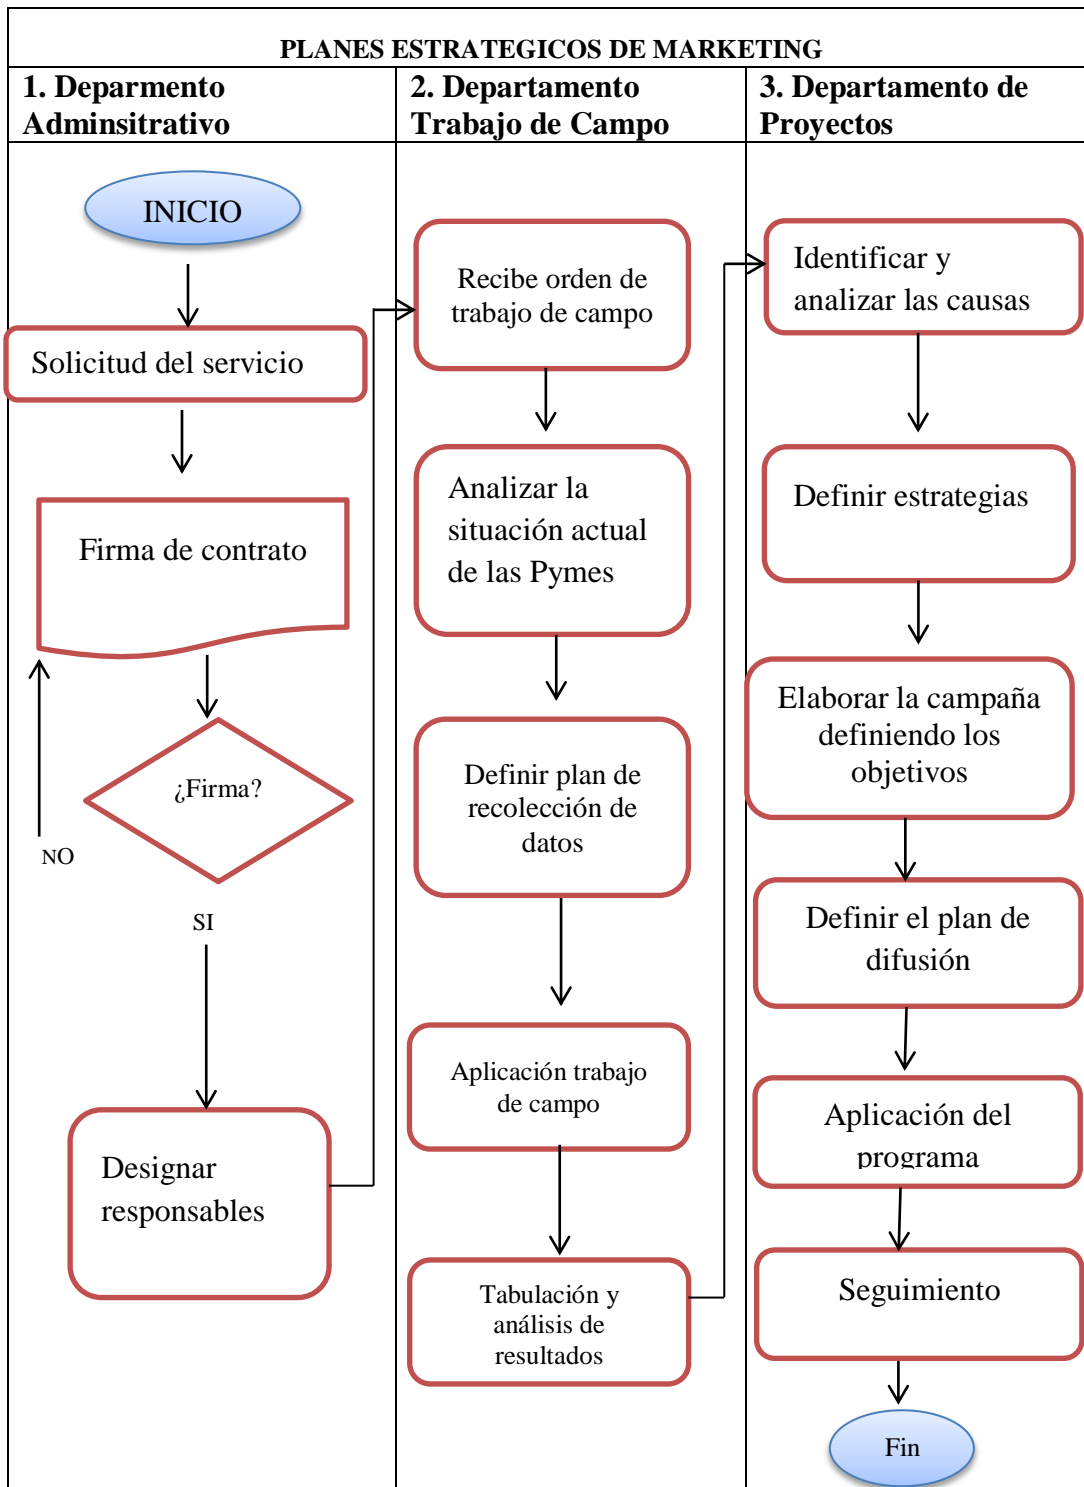 PLANES ESTRATEGICOS DE MARKETING
1. Deparmento
Adminsitrativo
2. Departamento
Trabajo de Campo
3. Departamento de
Proyectos
INICIO
Solicitud del servicio
Firma de contrato
¿Firma?
NO
SI
Designar
responsables
Recibe orden de
trabajo de campo
Analizar la
situación actual
de las Pymes
Definir plan de
recolección de
datos
Aplicación trabajo
de campo
Tabulación y
análisis de
resultados
Identificar y
analizar las causas
Definir estrategias
Elaborar la campaña
definiendo los
objetivos
Definir el plan de
difusión
Aplicación del
programa
Seguimiento
Fin